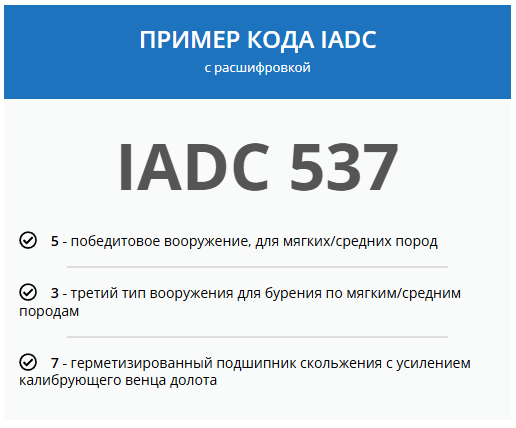 ПРИМЕР КОДА IADC
с расшифровкой
IADC 537
5 - победитовое вооружение, для мягких/средних пород
3 - третий тип вооружения для бурения по мягким/средним
породам
7 - герметизированный подшипник скольжения с усилением
калибрующего венца долота